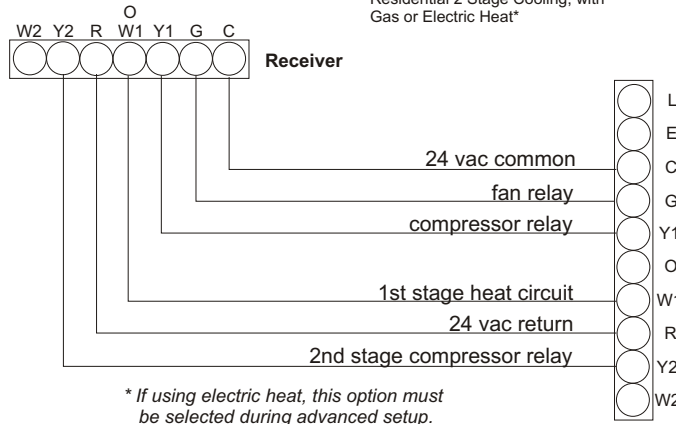 Residential 2 Stage Cooling, with
Gas or Electric Heat*
O
W2 Y2 R W1 Y1 G C
Receiver
L
E
24 vac common C
fan relay G
compressor relay Y1
O
1st stage heat circuit W1
24 vac return R
2nd stage compressor relay Y2
W2
* If using electric heat, this option must
be selected during advanced setup.